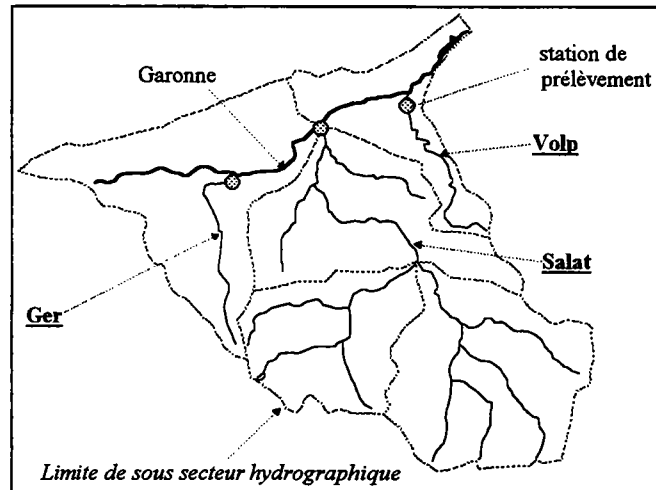 station de
prélèvement
Garonne
Volp
Salat
Ger
Limite de sous secteur hydrographique